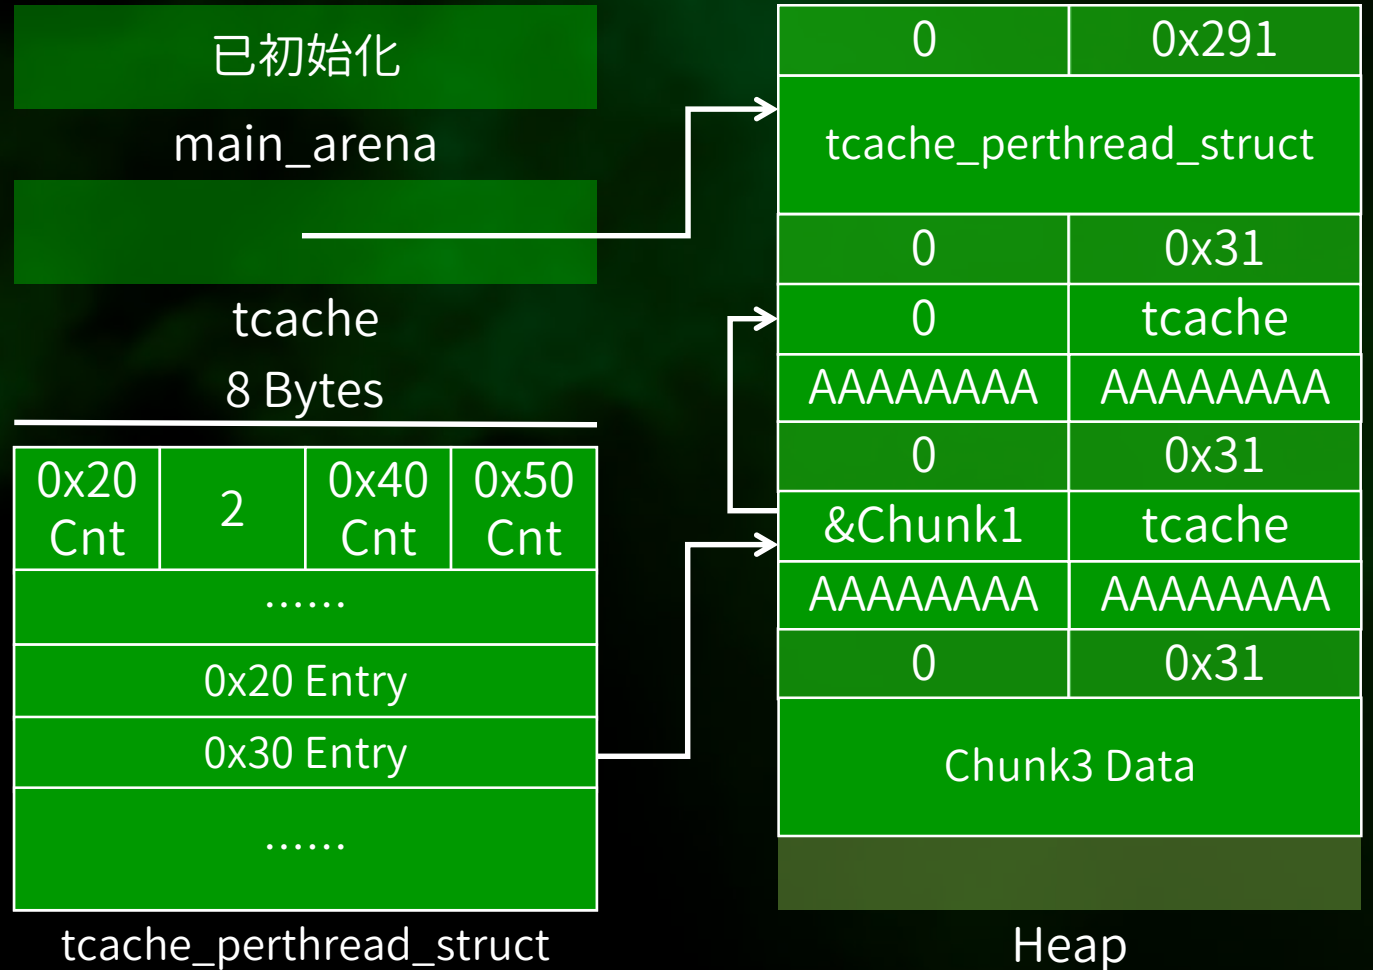 已初始化
main_arena
tcache
8 Bytes
0x20
Cnt
2
0x40
Cnt
0x50
Cnt
......
0x20 Entry
0x30 Entry
......
tcache_perthread_struct
0
0x291
tcache_perthread_struct
0
0x31
0
tcache
AAAAAAAA
AAAAAAAA
0
0x31
&Chunk1
tcache
AAAAAAAA
AAAAAAAA
0
0x31
Chunk3 Data
Heap